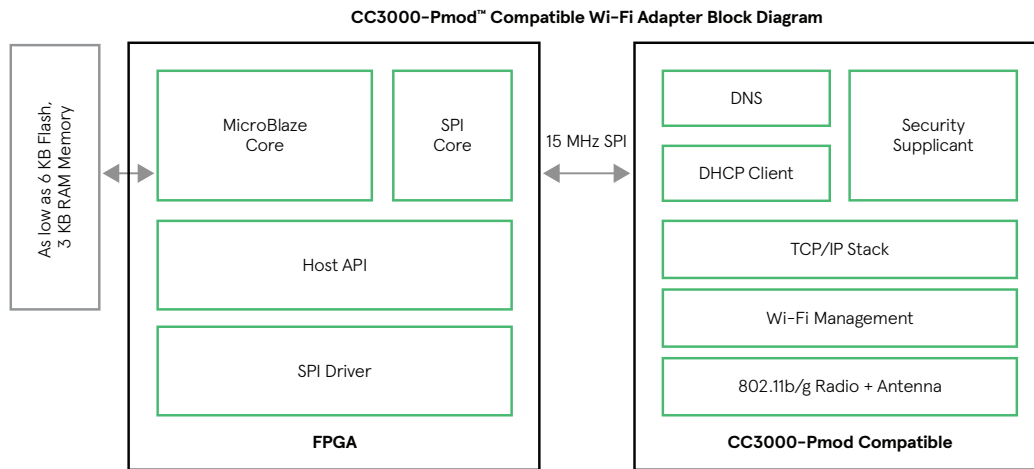 CC3000-Pmod™ Compatible Wi-Fi Adapter Block Diagram
As low as 6 KB Flash,
3 KB RAM Memory
MicroBlaze
Core
SPI
Core
Host API
SPI Driver
FPGA
15 MHz SPI
DNS
DHCP Client
Security
Supplicant
TCP/IP Stack
Wi-Fi Management
802.11b/g Radio + Antenna
CC3000-Pmod Compatible